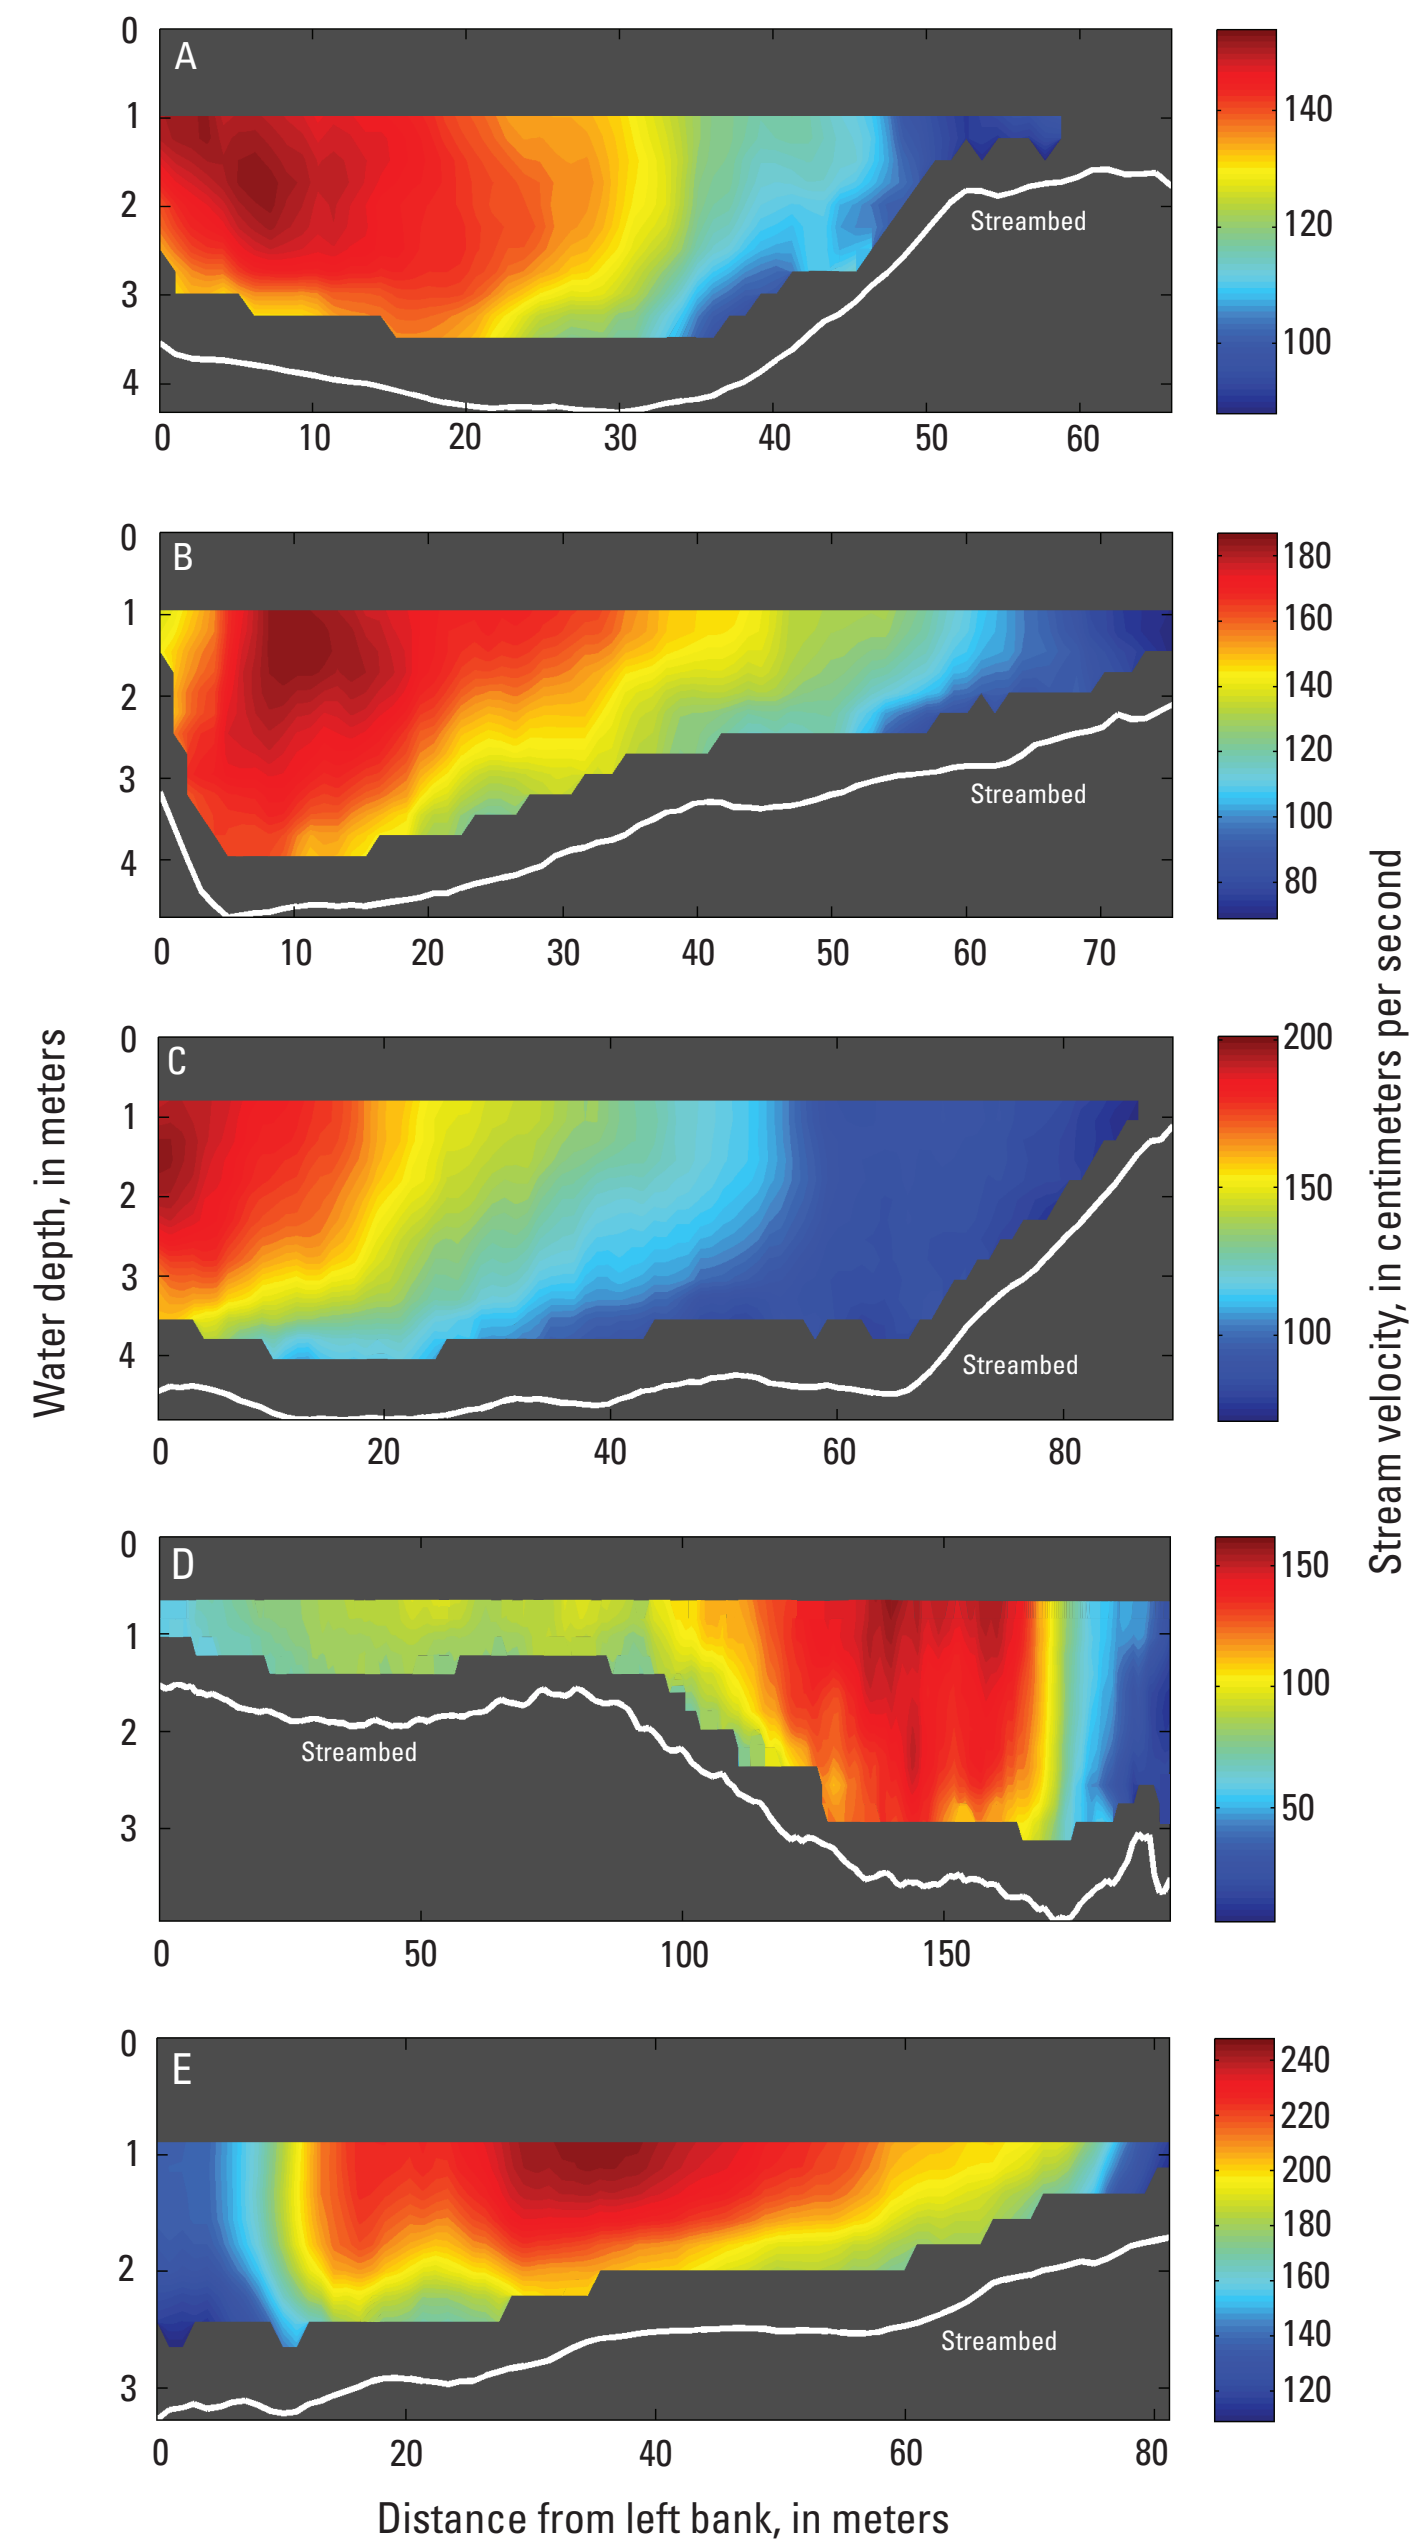 A
0
1
2
3
4
Streambed
0 10 20 30 40 50 60
140
120
100
B
0
1
2
3
4
Streambed
0 10 20 30 40 50 60 70
180
160
140
120
100
80
C
0
1
2
3
4
Streambed
0 20 40 60 80
200
150
100
D
0
1
2
3
Streambed
0 50 100 150
150
100
50
E
0
1
2
3
Streambed
0 20 40 60 80
240
220
200
180
160
140
120
Water depth, in meters
Stream velocity, in centimeters per second
Distance from left bank, in meters